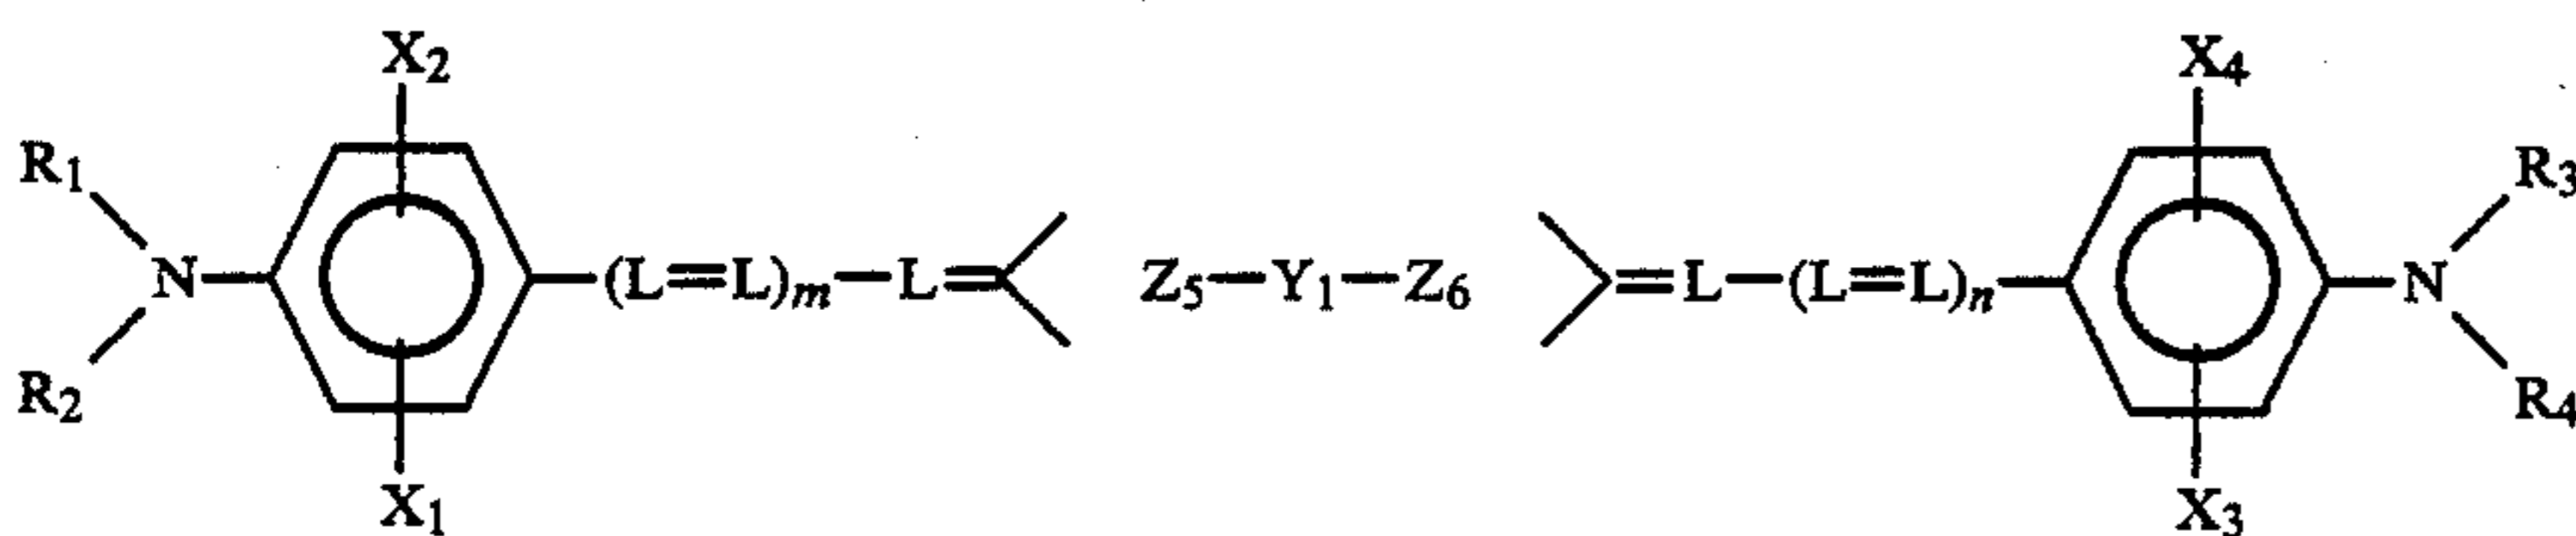 X2 X4
R1 R3
N—(L=L)m—L= Z5—Y1—Z6 =L—(L=L)n—N
R2 R4
X1 X3